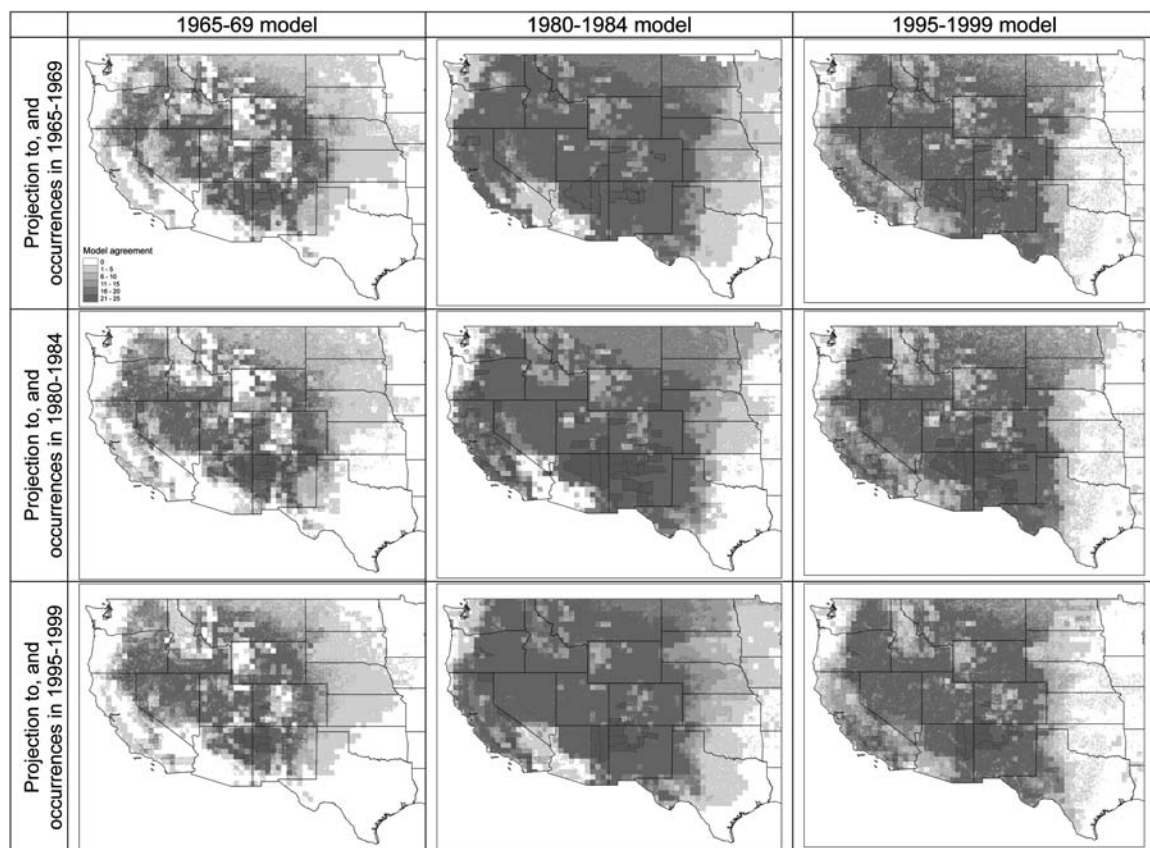 1965-69 model
1980-1984 model
1995-1999 model
Projection to, and
occurrences in 1965-1969
Model agreement
0
1 - 5
6 - 10
11 - 15
16 - 20
21 - 25
Projection to, and
occurrences in 1980-1984
Projection to, and
occurrences in 1995-1999